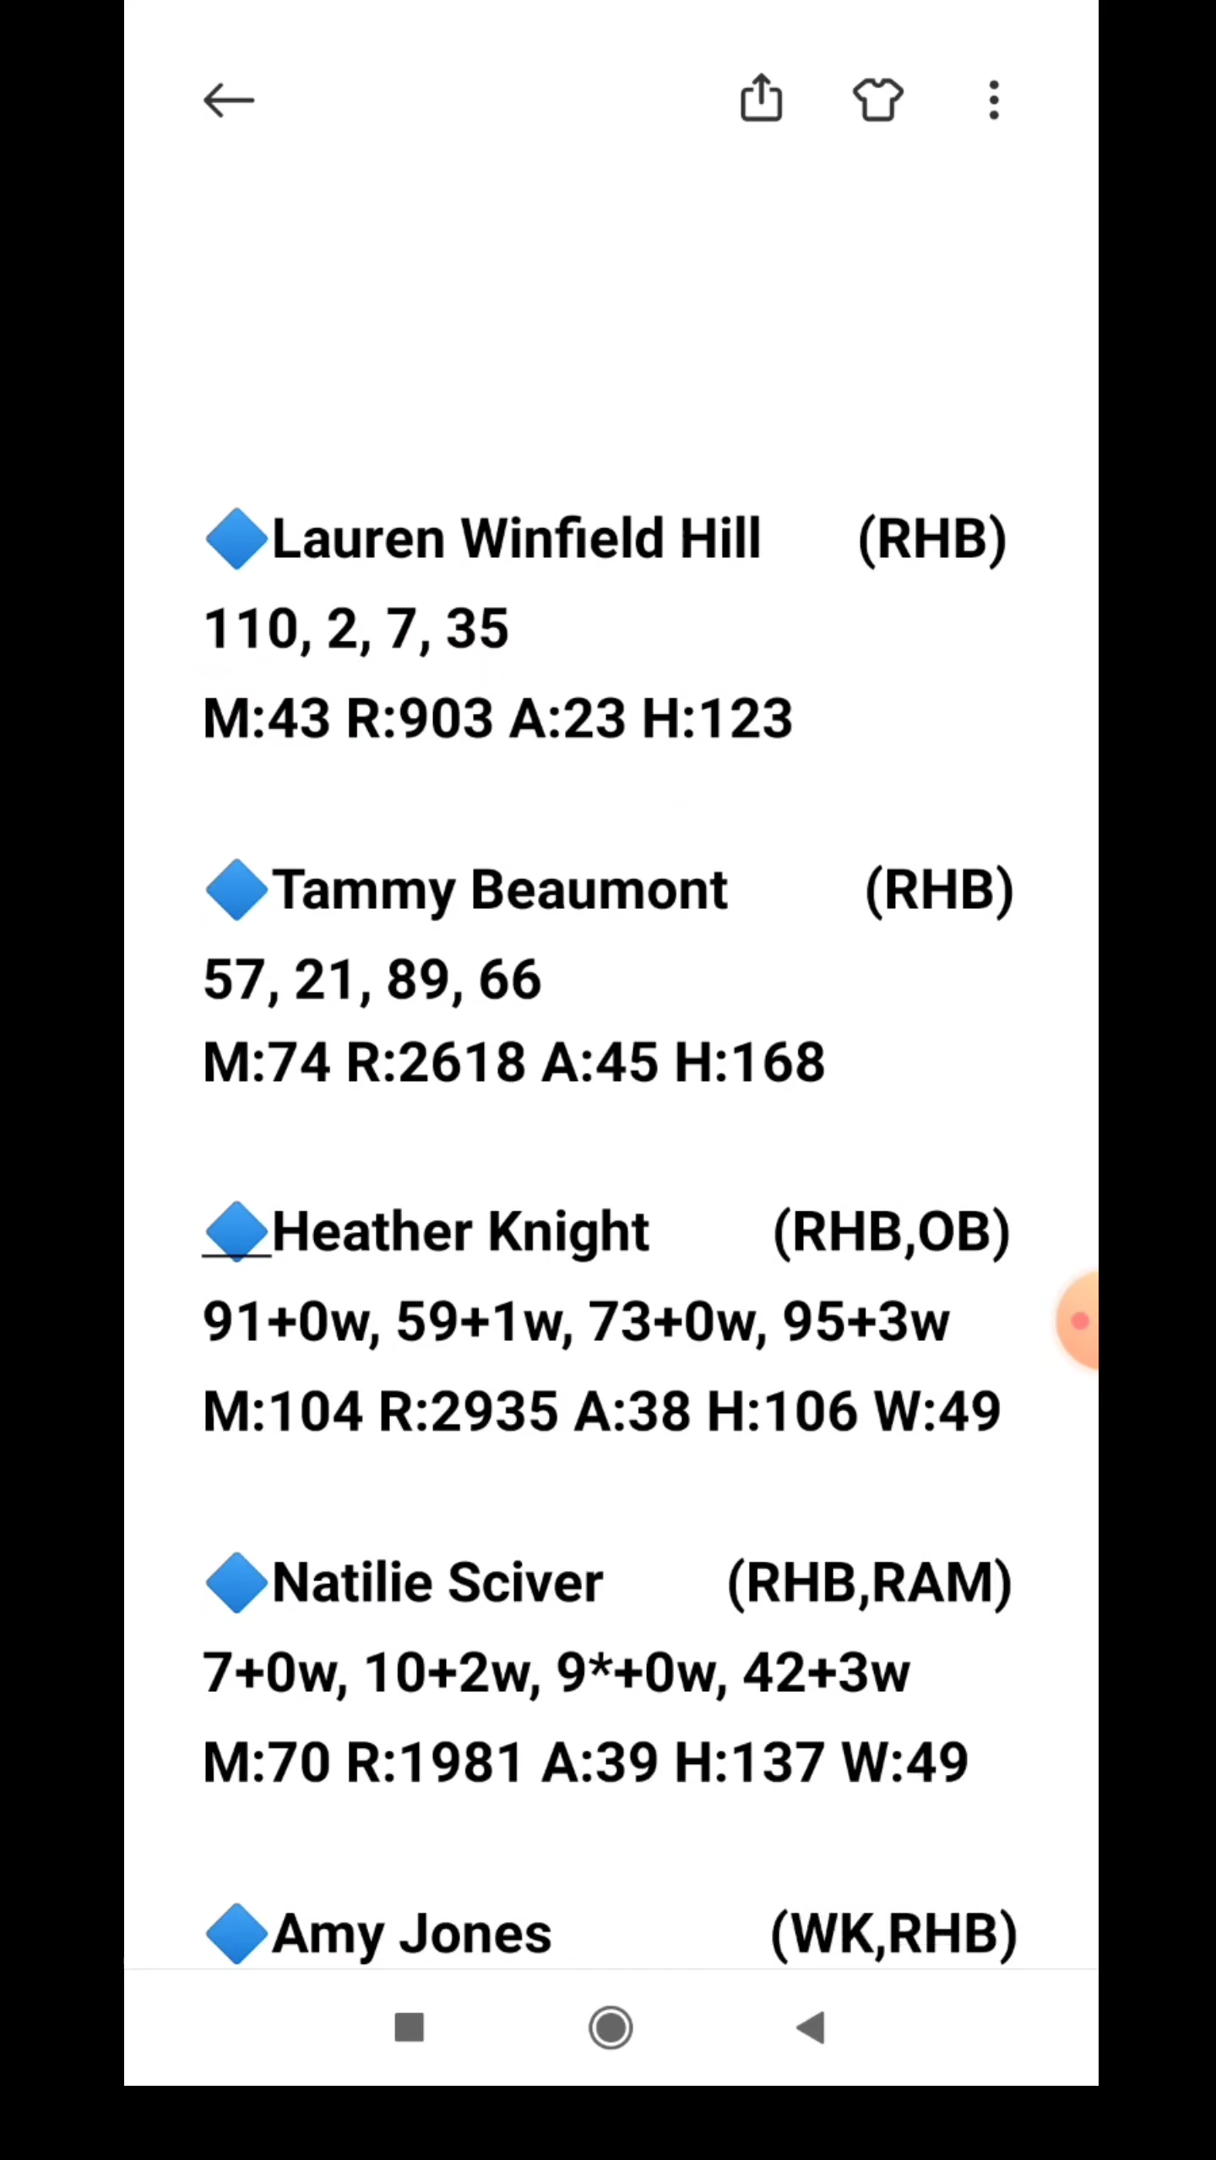 🔷Lauren Winfield Hill (RHB)
110, 2, 7, 35
M:43 R:903 A:23 H:123
🔷Tammy Beaumont (RHB)
57, 21, 89, 66
M:74 R:2618 A:45 H:168
🔷Heather Knight (RHB,OB)
91+0w, 59+1w, 73+0w, 95+3w
M:104 R:2935 A:38 H:106 W:49
🔷Natilie Sciver (RHB,RAM)
7+0w, 10+2w, 9*+0w, 42+3w
M:70 R:1981 A:39 H:137 W:49
🔷Amy Jones (WK,RHB)